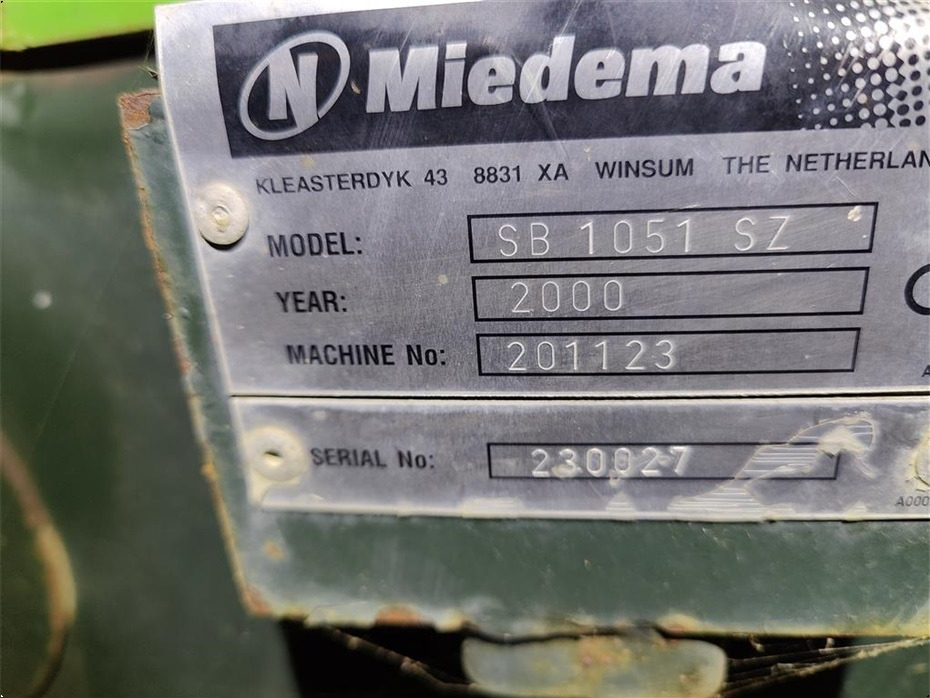 N Miedema
KLEASTERDYK 43 8831 XA WINSUM THE NETHERLAN
MODEL: SB 1051 SZ
YEAR: 2000
MACHINE No: 201123
SERIAL No: 230027
A000